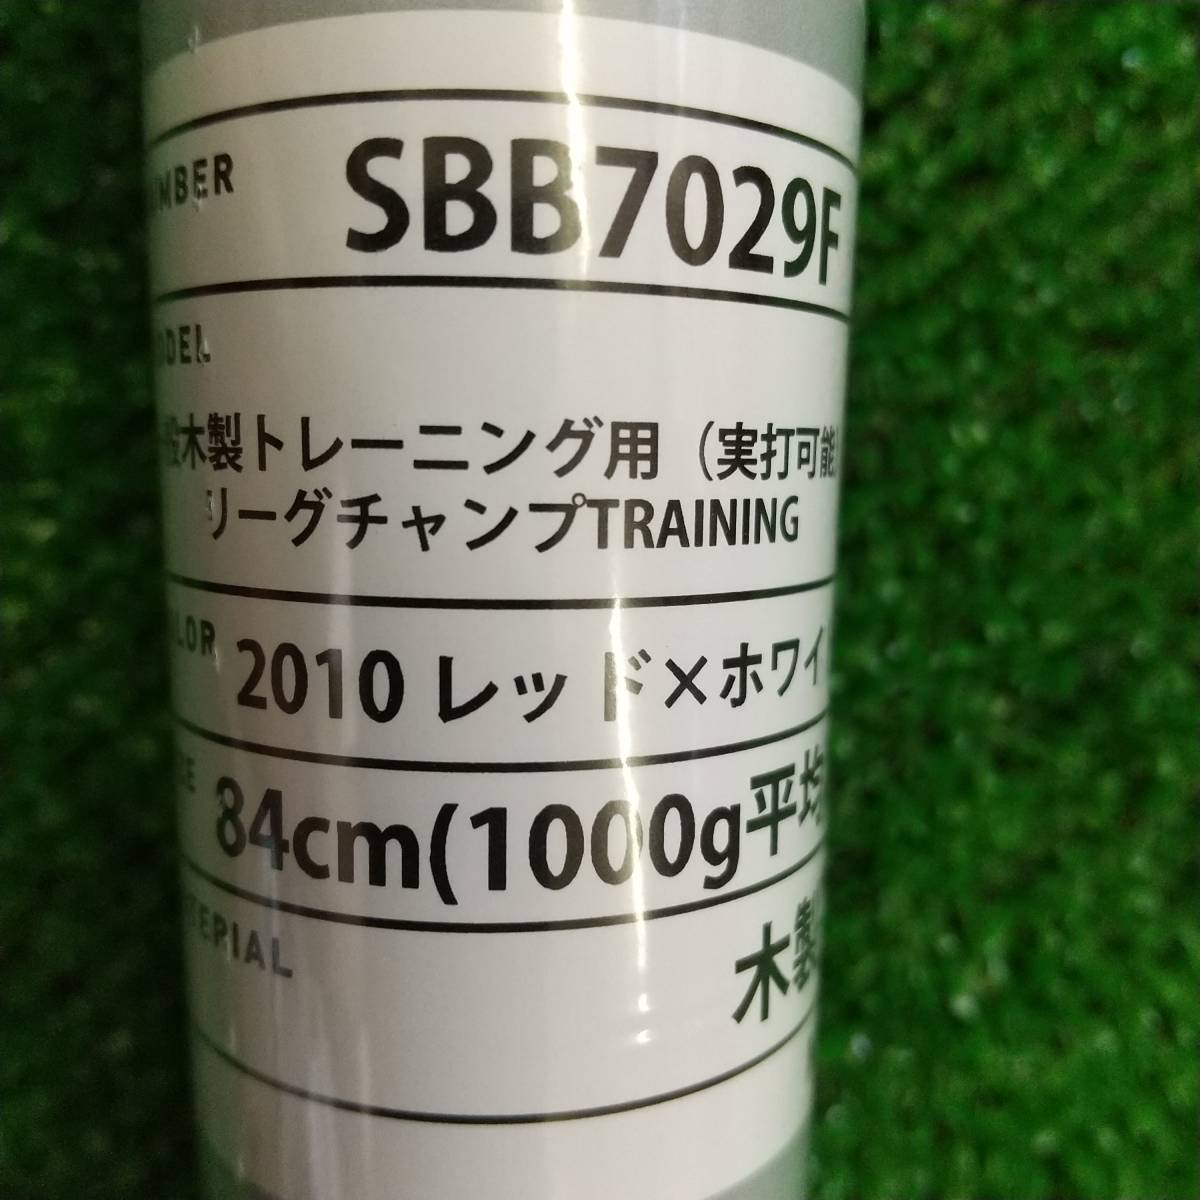 UMBER
SBB7029F
ODEL
般木製トレーニング用（実打可能）
リーグチャンプTRAINING
OLOR
2010 レッド×ホワイ
ZE
84cm(1000g平均
ATERIAL
木製